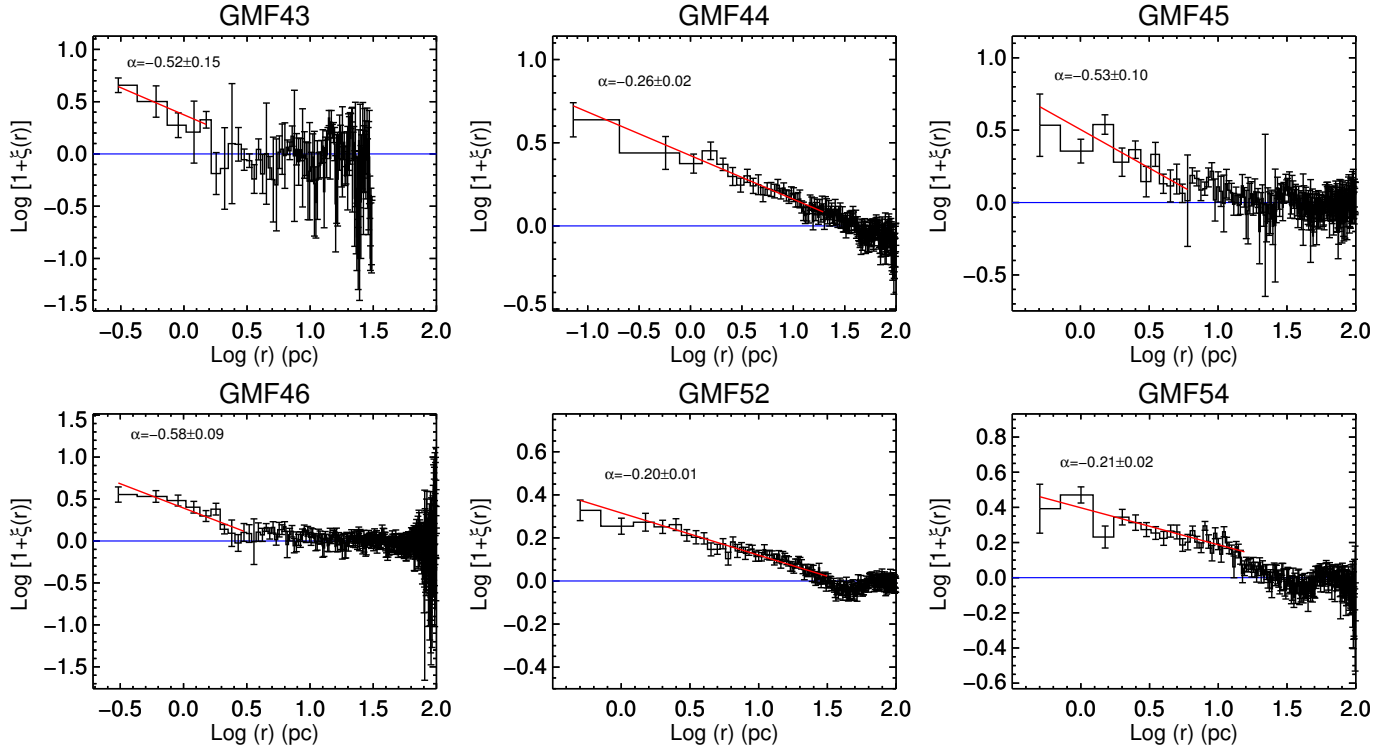 GMF43
α=−0.52±0.15
Log [1+ξ(r)]
1.0
0.5
0.0
−0.5
−1.0
−1.5
−0.5 0.0 0.5 1.0 1.5 2.0
Log (r) (pc)
GMF44
α=−0.26±0.02
Log [1+ξ(r)]
1.0
0.5
0.0
−0.5
−1.0 −0.5 0.0 0.5 1.0 1.5 2.0
Log (r) (pc)
GMF45
α=−0.53±0.10
Log [1+ξ(r)]
1.0
0.5
0.0
−0.5
0.0 0.5 1.0 1.5 2.0
Log (r) (pc)
GMF46
α=−0.58±0.09
Log [1+ξ(r)]
1.5
1.0
0.5
0.0
−0.5
−1.0
−1.5
−0.5 0.0 0.5 1.0 1.5 2.0
Log (r) (pc)
GMF52
α=−0.20±0.01
Log [1+ξ(r)]
0.6
0.4
0.2
0.0
−0.2
−0.4
0.0 0.5 1.0 1.5 2.0
Log (r) (pc)
GMF54
α=−0.21±0.02
Log [1+ξ(r)]
0.8
0.6
0.4
0.2
0.0
−0.2
−0.4
−0.6
0.0 0.5 1.0 1.5 2.0
Log (r) (pc)